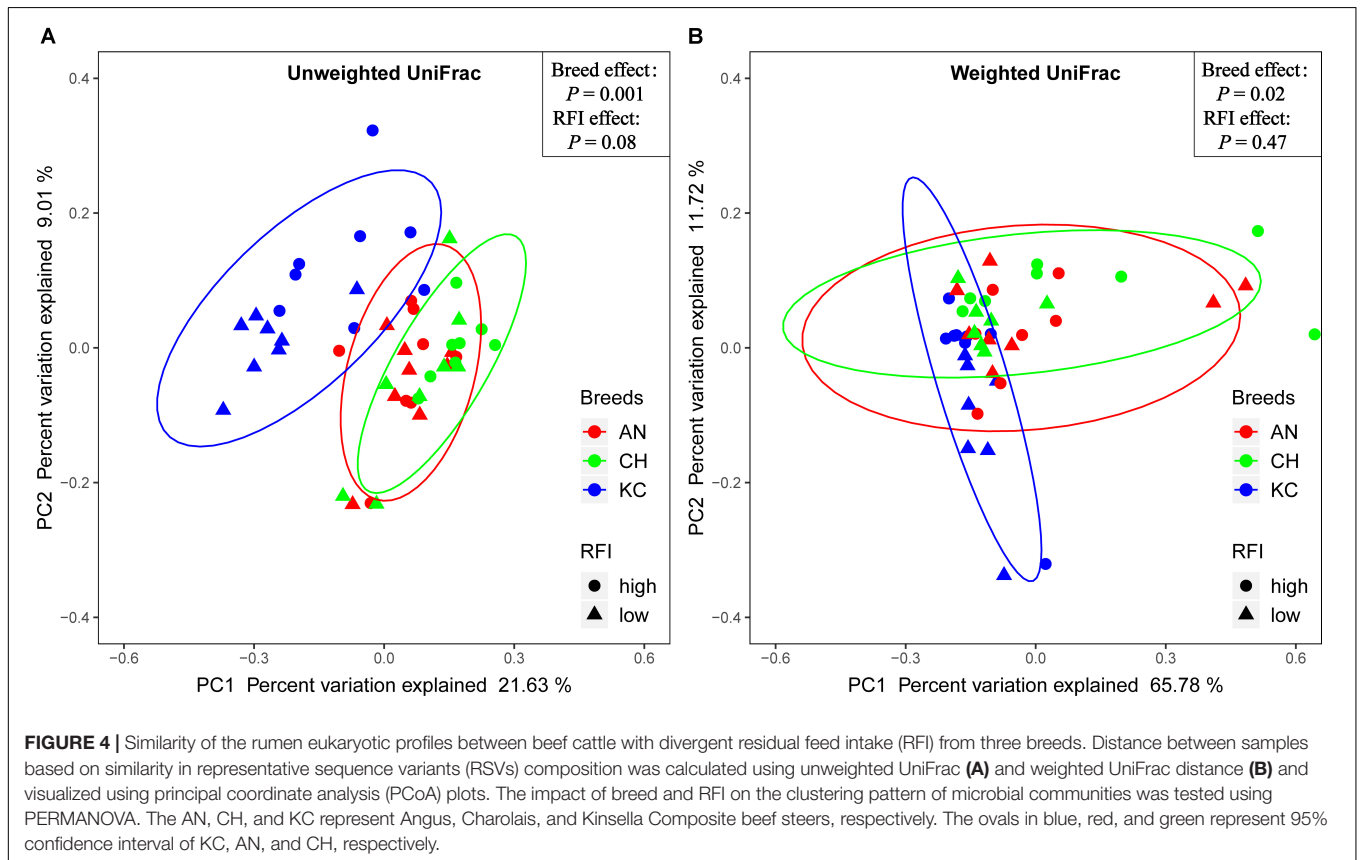 A
Unweighted UniFrac
Breed effect:
P = 0.001
RFI effect:
P = 0.08
0.4
0.2
0.0
−0.2
−0.4
PC2 Percent variation explained 9.01 %
Breeds
AN
CH
KC
RFI
high
low
−0.6
−0.3
0.0
0.3
0.6
PC1 Percent variation explained 21.63 %
B
Weighted UniFrac
Breed effect:
P = 0.02
RFI effect:
P = 0.47
0.4
0.2
0.0
−0.2
−0.4
PC2 Percent variation explained 11.72 %
Breeds
AN
CH
KC
RFI
high
low
−0.6
−0.3
0.0
0.3
0.6
PC1 Percent variation explained 65.78 %
FIGURE 4 | Similarity of the rumen eukaryotic profiles between beef cattle with divergent residual feed intake (RFI) from three breeds. Distance between samples
based on similarity in representative sequence variants (RSVs) composition was calculated using unweighted UniFrac (A) and weighted UniFrac distance (B) and
visualized using principal coordinate analysis (PCoA) plots. The impact of breed and RFI on the clustering pattern of microbial communities was tested using
PERMANOVA. The AN, CH, and KC represent Angus, Charolais, and Kinsella Composite beef steers, respectively. The ovals in blue, red, and green represent 95%
confidence interval of KC, AN, and CH, respectively.